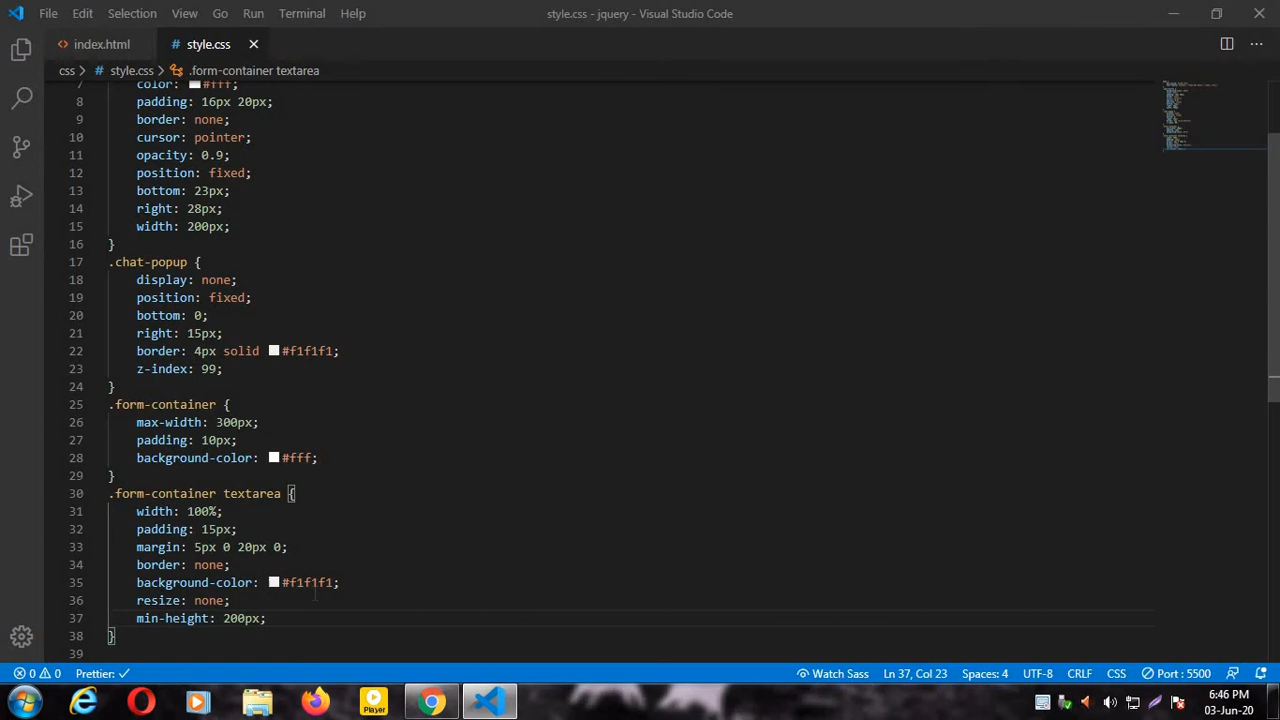 File Edit Selection View Go Run Terminal Help style.css - jquery - Visual Studio Code
index.html # style.css
css > # style.css > .form-container textarea
7 color: #fff;
8 padding: 16px 20px;
9 border: none;
10 cursor: pointer;
11 opacity: 0.9;
12 position: fixed;
13 bottom: 23px;
14 right: 28px;
15 width: 200px;
16 }
17 .chat-popup {
18 display: none;
19 position: fixed;
20 bottom: 0;
21 right: 15px;
22 border: 4px solid #f1f1f1;
23 z-index: 99;
24 }
25 .form-container {
26 max-width: 300px;
27 padding: 10px;
28 background-color: #fff;
29 }
30 .form-container textarea {
31 width: 100%;
32 padding: 15px;
33 margin: 5px 0 20px 0;
34 border: none;
35 background-color: #f1f1f1;
36 resize: none;
37 min-height: 200px;
38 }
39
0 0 Prettier: ✓ Watch Sass Ln 37, Col 23 Spaces: 4 UTF-8 CRLF CSS Port : 5500
Player
6:46 PM
03-Jun-20